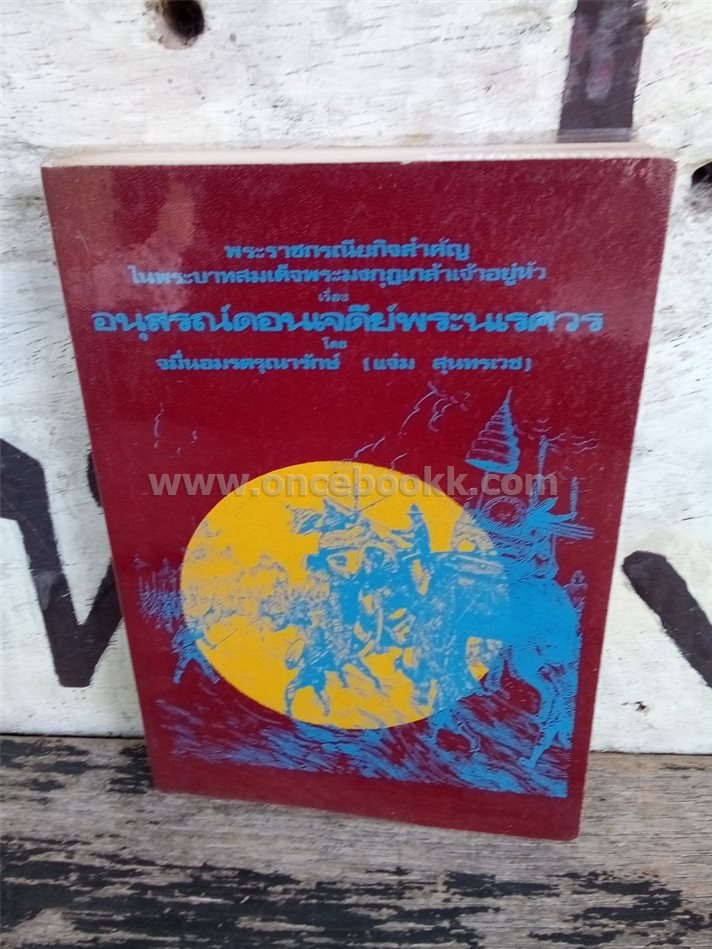 พระราชกรณียกิจสำคัญ
ในพระบาทสมเด็จพระมงกุฎเกล้าเจ้าอยู่หัว
เรื่อง
อนุสรณ์ดอนเจดีย์พระนเรศวร
โดย
จมื่นอมรดรุณารักษ์ (แจ่ม สุนทรเวช)
www.oncebookk.com